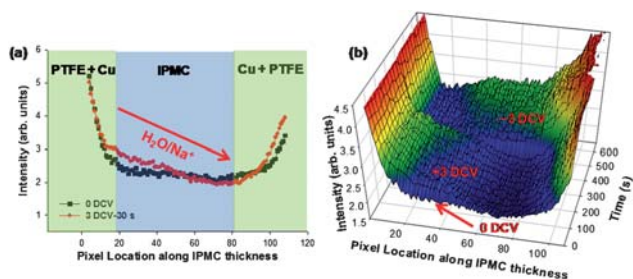 (a)
PTFE + Cu
IPMC
Cu + PTFE
H₂O/Na⁺
0 DCV
3 DCV-30 s
Intensity (arb. units)
6
5
4
3
2
1
0
20
40
60
80
100
120
Pixel Location along IPMC thickness
(b)
Intensity (arb. units)
4.5
4.0
3.5
3.0
2.5
2.0
1.5
-3 DCV
+3 DCV
0 DCV
20
40
60
80
100
Pixel Location along IPMC thickness
0
100
200
300
400
500
600
Time (s)